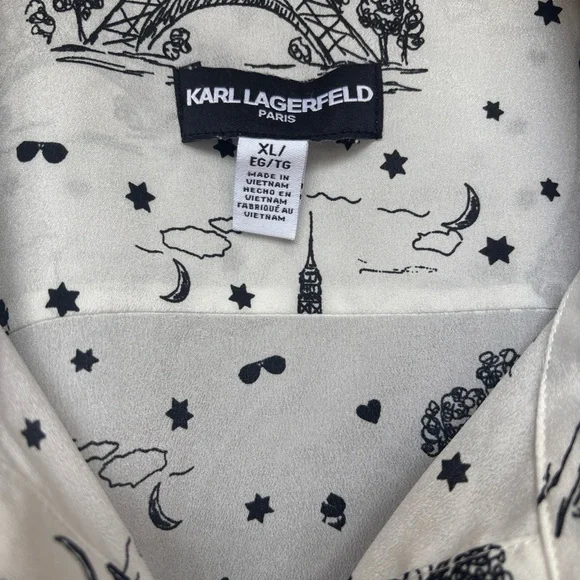 KARL LAGERFELD
PARIS
XL/
EG/TG
MADE IN
VIETNAM
HECHO EN
VIETNAM
FABRIQUÉ AU
VIETNAM